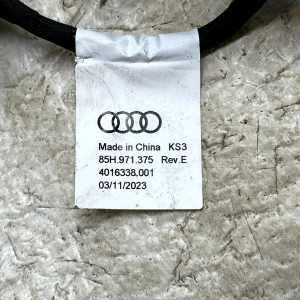 Made in China KS3
85H.971.375 Rev.E
4016338.001
03/11/2023